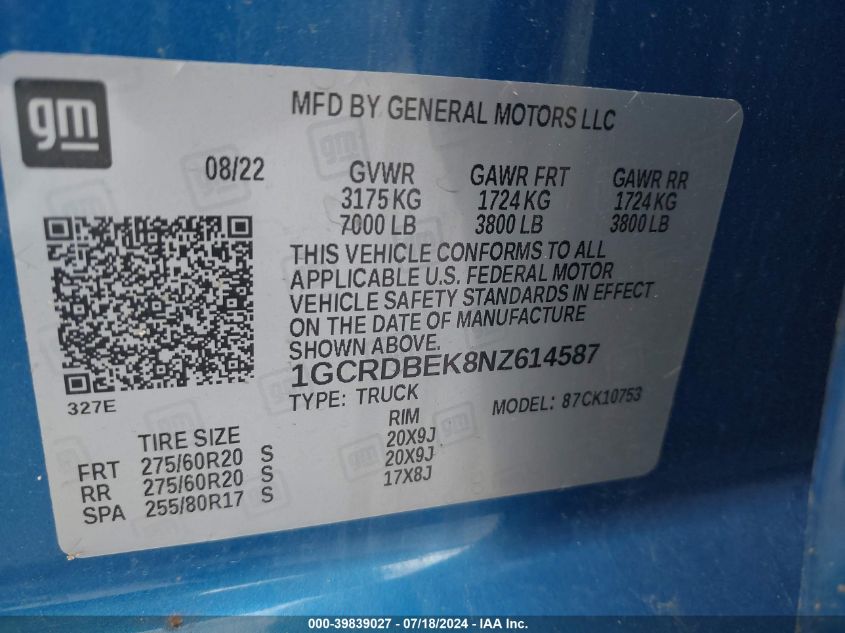 gm
MFD BY GENERAL MOTORS LLC
08/22 GVWR GAWR FRT GAWR RR
3175 KG 1724 KG 1724 KG
7000 LB 3800 LB 3800 LB
THIS VEHICLE CONFORMS TO ALL
APPLICABLE U.S. FEDERAL MOTOR
VEHICLE SAFETY STANDARDS IN EFFECT
ON THE DATE OF MANUFACTURE
SHOWN ABOVE.
1GCRDBEK8NZ614587
TYPE: TRUCK MODEL: 87CK10753
327E
TIRE SIZE RIM
FRT 275/60R20 S 20X9J
RR 275/60R20 S 20X9J
SPA 255/80R17 S 17X8J
000-39839027 - 07/18/2024 - IAA Inc.